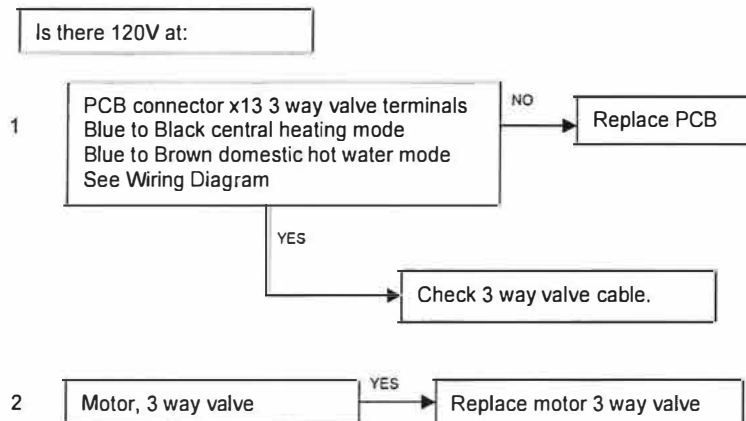 Is there 120V at:
1
PCB connector x13 3 way valve terminals
Blue to Black central heating mode
Blue to Brown domestic hot water mode
See Wiring Diagram
NO
Replace PCB
YES
Check 3 way valve cable.
2
Motor, 3 way valve
YES
Replace motor 3 way valve